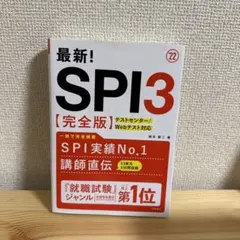 '22
最新!
SPI3
【完全版】
テストセンター/
Webテスト対応
SPI実績No.1
講師直伝
『就職試験』
ジャンル
第1位